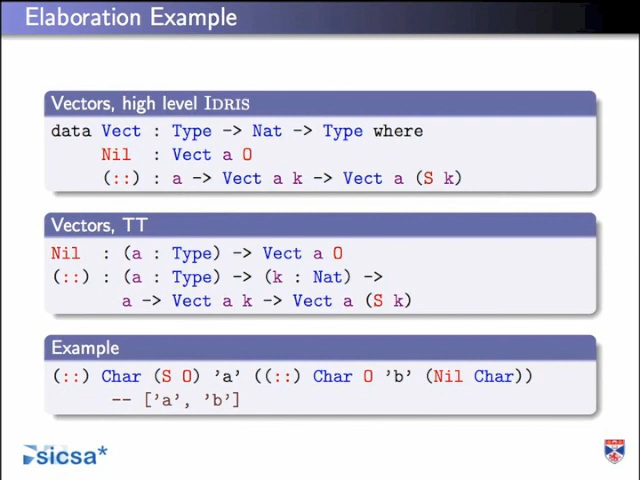 Elaboration Example
Vectors, high level IDRIS
data Vect : Type -> Nat -> Type where
Nil : Vect a O
(::) : a -> Vect a k -> Vect a (S k)
Vectors, TT
Nil : (a : Type) -> Vect a O
(::) : (a : Type) -> (k : Nat) ->
a -> Vect a k -> Vect a (S k)
Example
(::) Char (S O) 'a' ((::) Char O 'b' (Nil Char))
-- ['a', 'b']
sicsa*